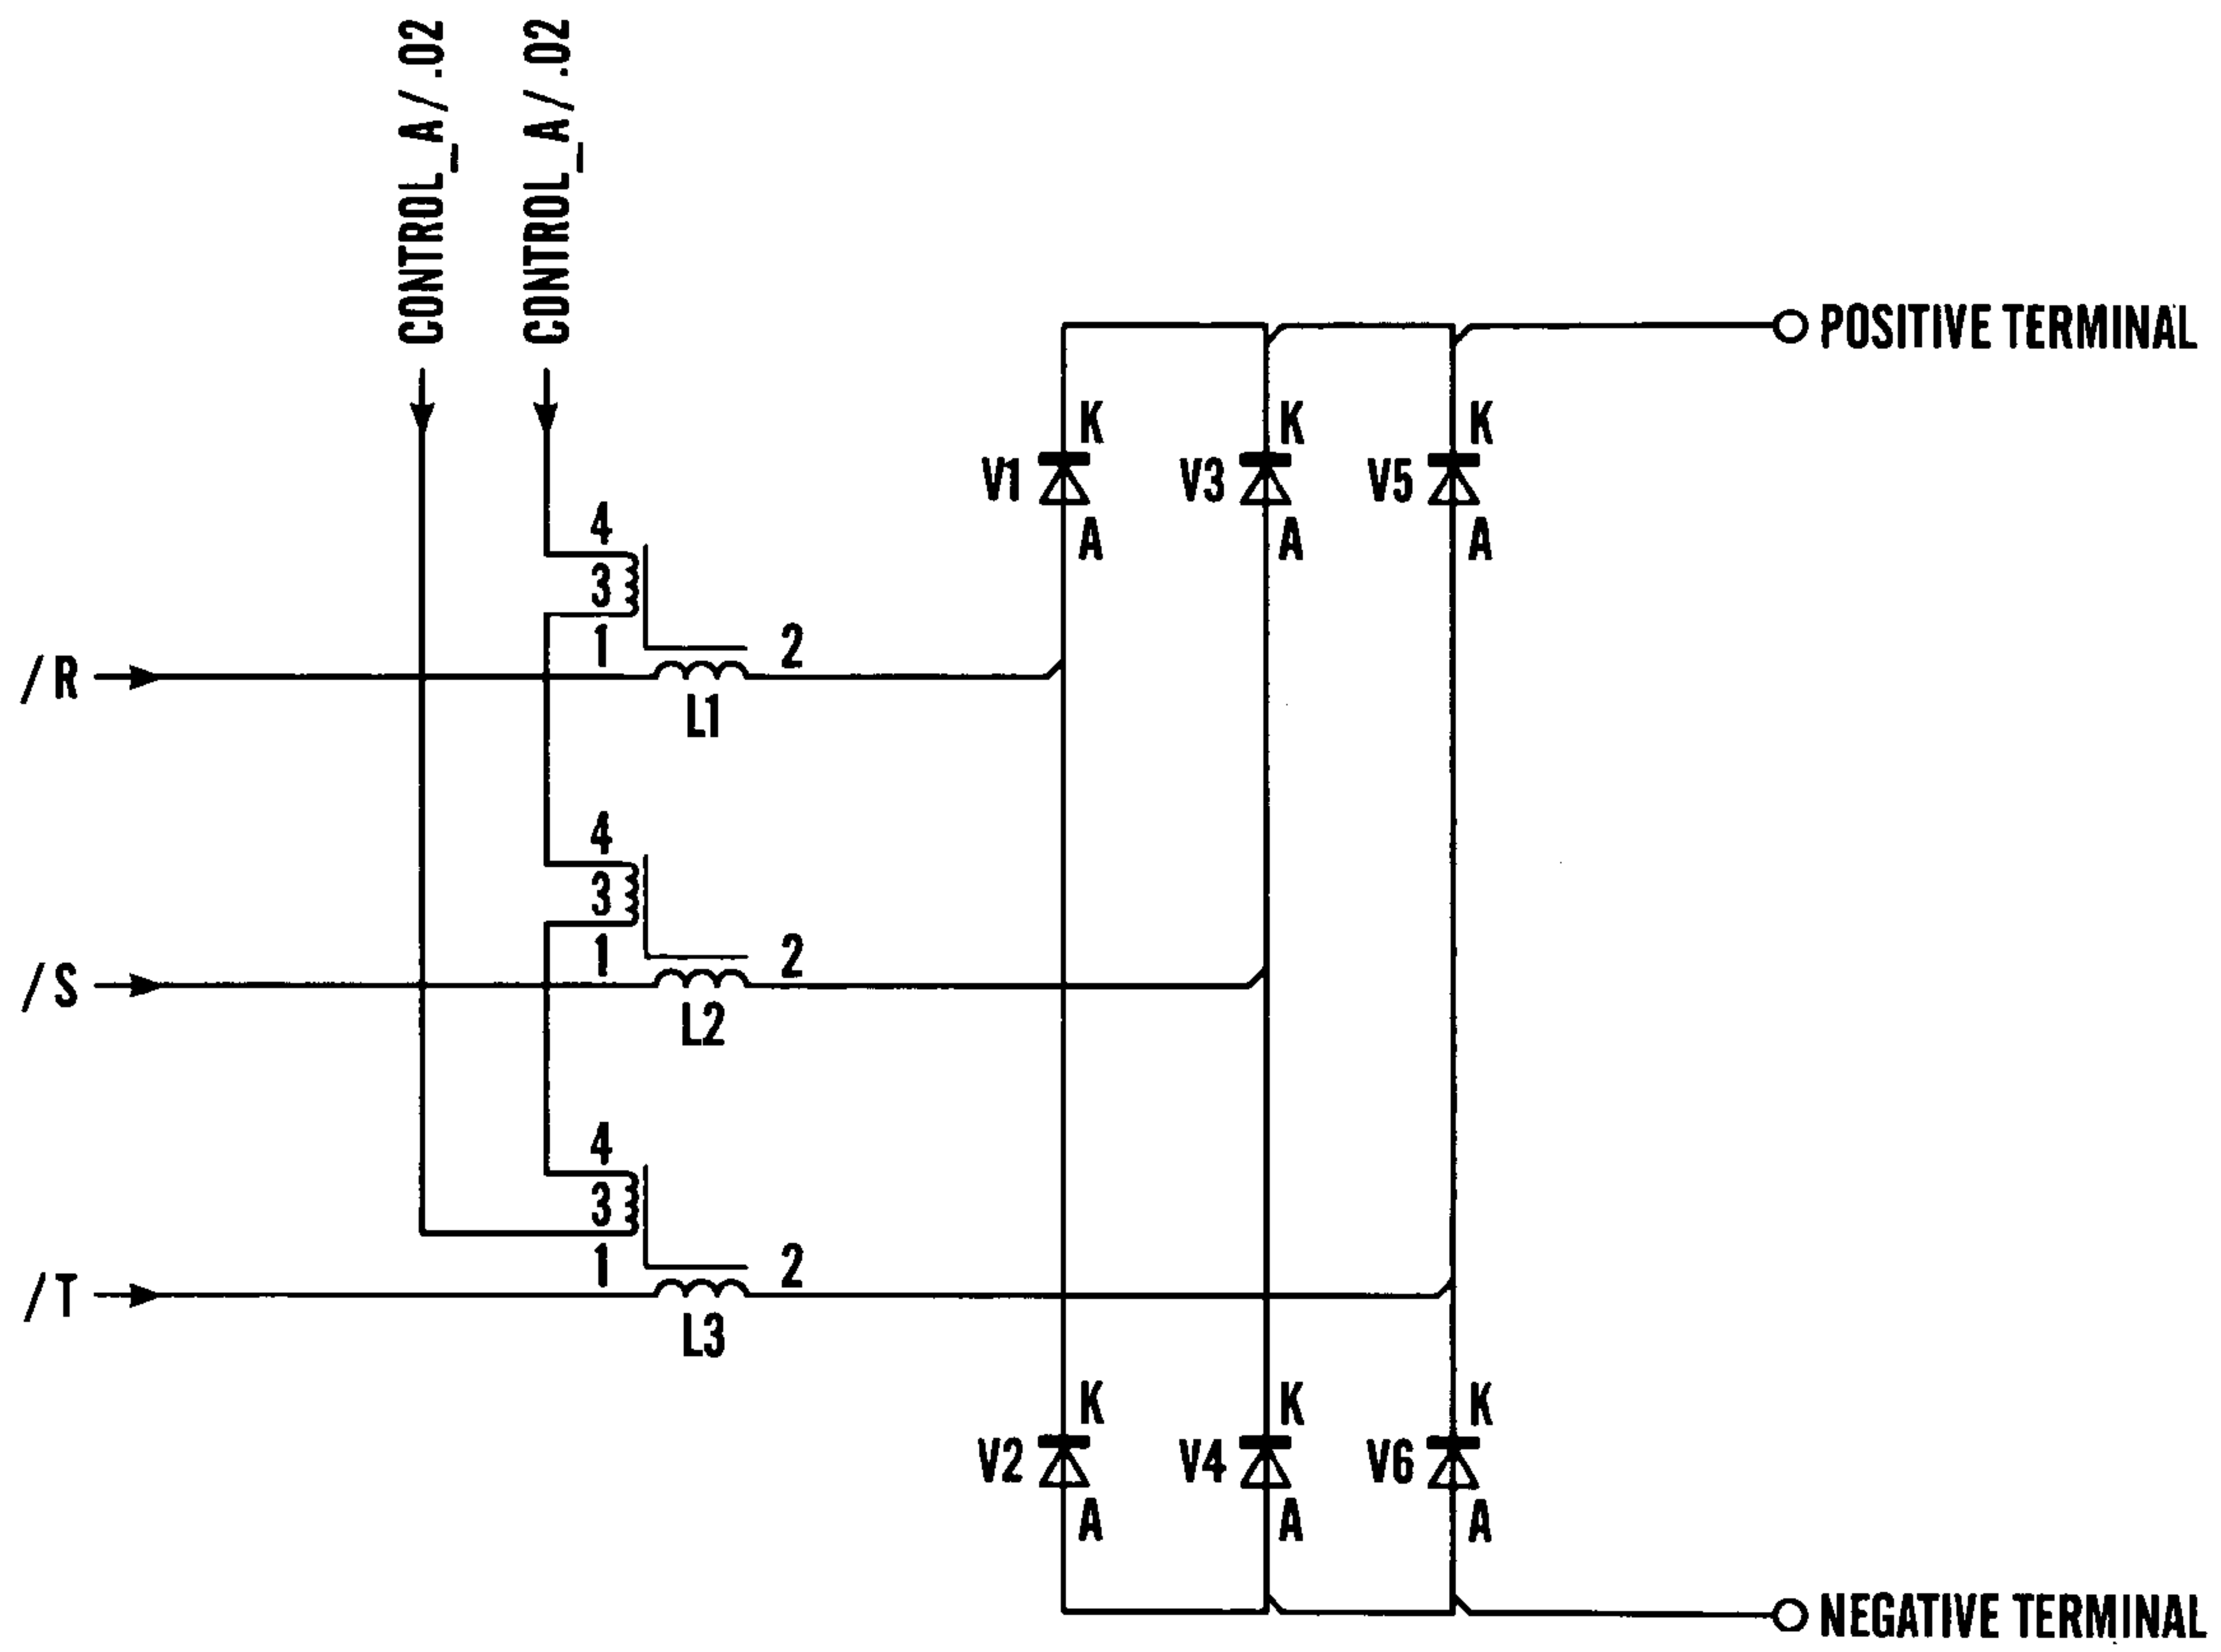 CONTROL_A / .02
CONTROL_A / .02
POSITIVE TERMINAL
K
K
K
V1
V3
V5
A
A
A
4
3
1
2
/R
L1
4
3
1
2
/S
L2
4
3
1
2
/T
L3
K
K
K
V2
V4
V6
A
A
A
NEGATIVE TERMINAL